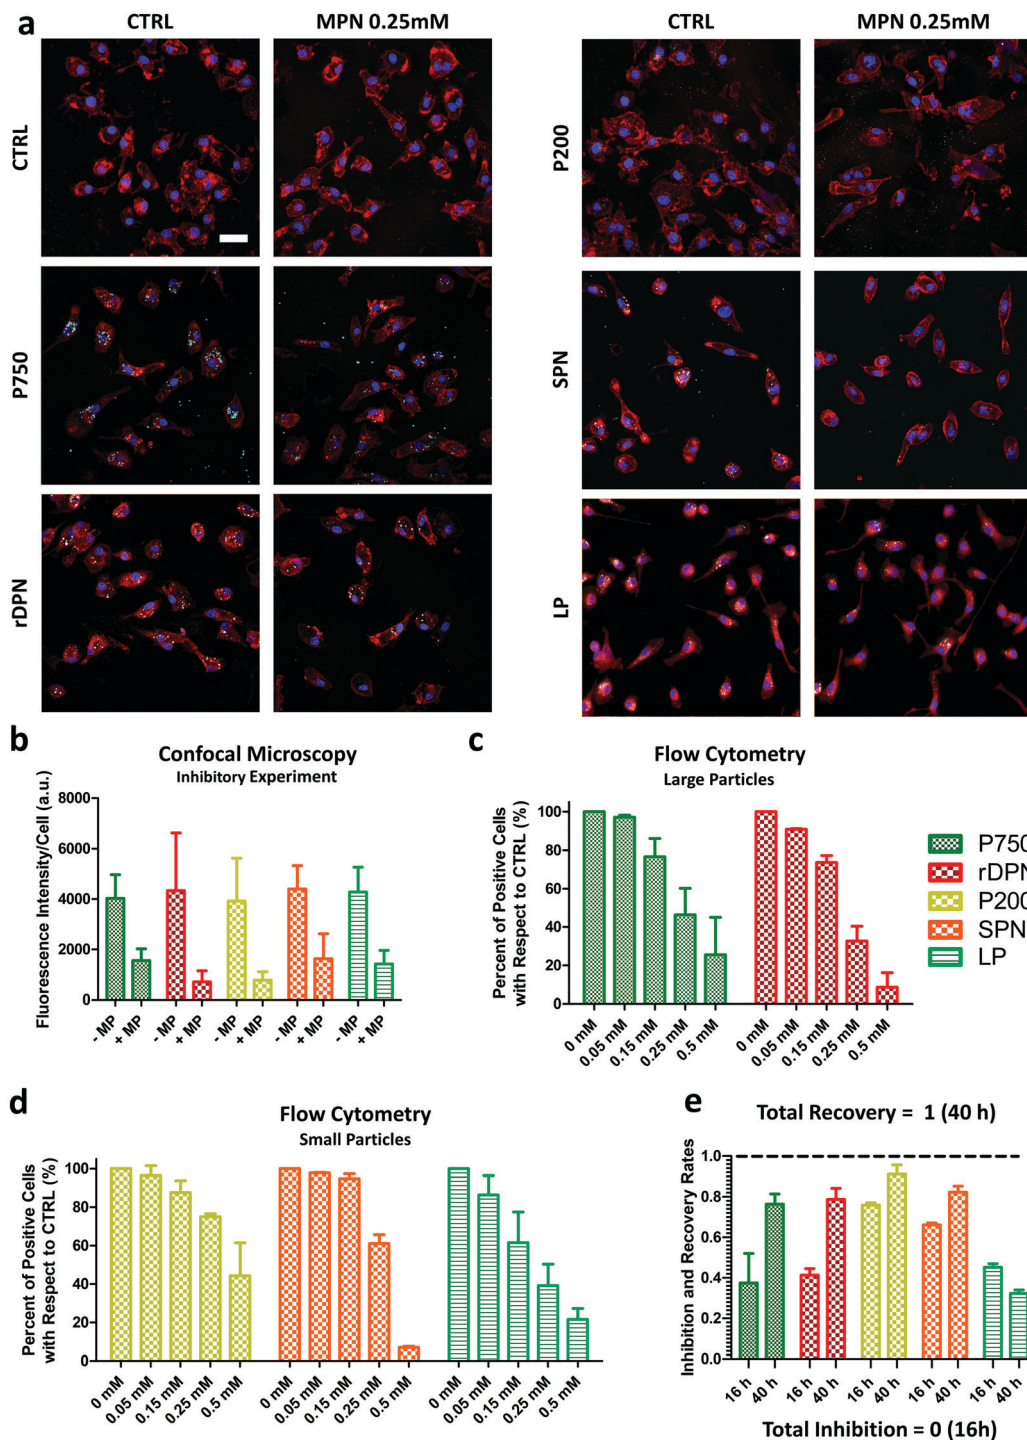 a
CTRL
MPN 0.25mM
CTRL
MPN 0.25mM
CTRL
P200
P750
SPN
rDPN
LP
b
Confocal Microscopy
Inhibitory Experiment
Fluorescence Intensity/Cell (a.u.)
8000
6000
4000
2000
0
- MP
+ MP
- MP
+ MP
- MP
+ MP
- MP
+ MP
- MP
+ MP
c
Flow Cytometry
Large Particles
Percent of Positive Cells
with Respect to CTRL (%)
100
80
60
40
20
0
0 mM
0.05 mM
0.15 mM
0.25 mM
0.5 mM
0 mM
0.05 mM
0.15 mM
0.25 mM
0.5 mM
P750
rDPN
P200
SPN
LP
d
Flow Cytometry
Small Particles
Percent of Positive Cells
with Respect to CTRL (%)
100
80
60
40
20
0
0 mM
0.05 mM
0.15 mM
0.25 mM
0.5 mM
0 mM
0.05 mM
0.15 mM
0.25 mM
0.5 mM
0 mM
0.05 mM
0.15 mM
0.25 mM
0.5 mM
e
Total Recovery = 1 (40 h)
Inhibition and Recovery Rates
1.0
0.8
0.6
0.4
0.2
0.0
16 h
40 h
16 h
40 h
16 h
40 h
16 h
40 h
16 h
40 h
Total Inhibition = 0 (16h)